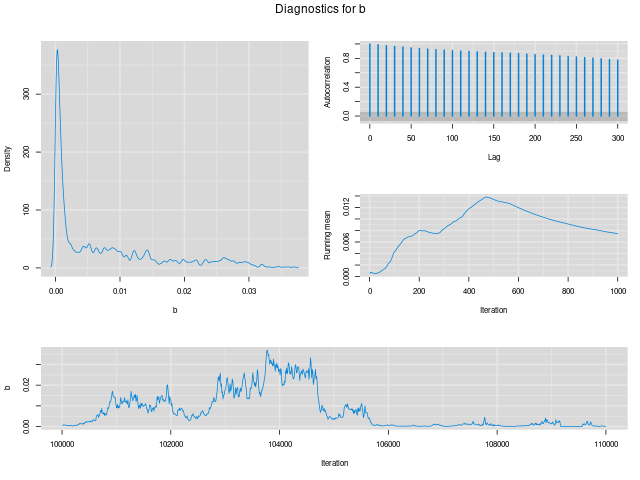 Diagnostics for b
Density
0 100 200 300
0.00 0.01 0.02 0.03
b
Autocorrelation
0.0 0.4 0.8
0 50 100 150 200 250 300
Lag
Running mean
0.000 0.006 0.012
0 200 400 600 800 1000
Iteration
b
0.00 0.02
100000 102000 104000 106000 108000 110000
Iteration